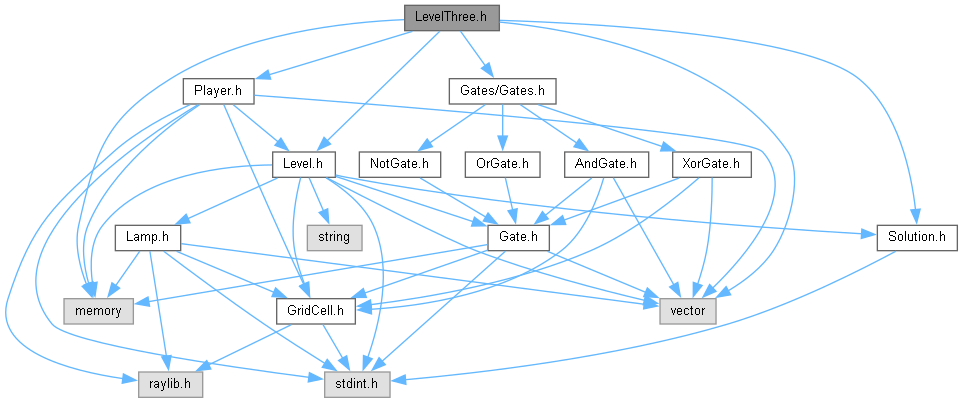 LevelThree.h
Player.h
Gates/Gates.h
Level.h
NotGate.h
OrGate.h
AndGate.h
XorGate.h
Lamp.h
string
Gate.h
Solution.h
memory
GridCell.h
vector
raylib.h
stdint.h